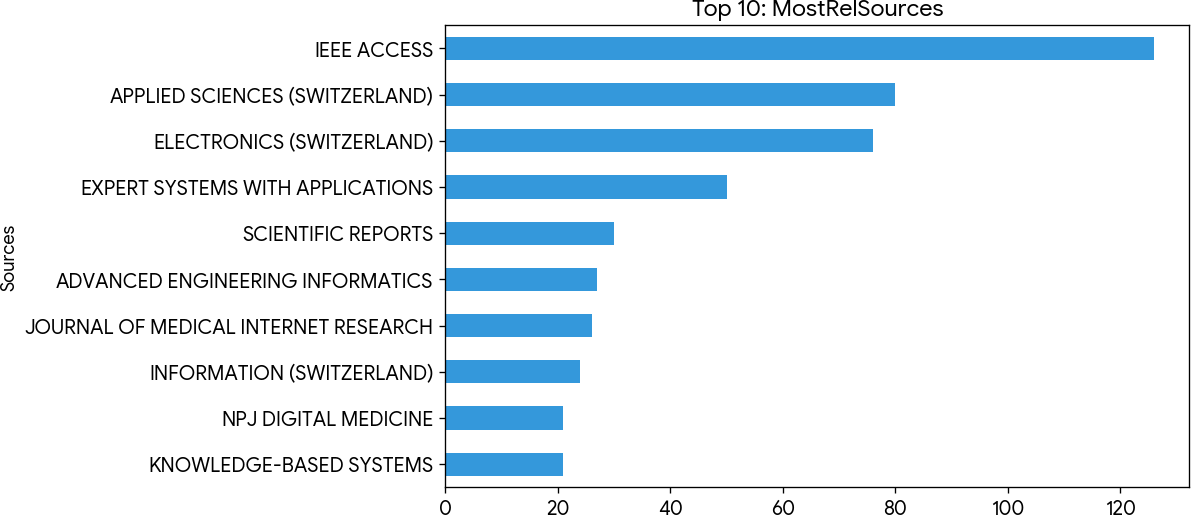 Top 10: MostRelSources
IEEE ACCESS
APPLIED SCIENCES (SWITZERLAND)
ELECTRONICS (SWITZERLAND)
EXPERT SYSTEMS WITH APPLICATIONS
SCIENTIFIC REPORTS
ADVANCED ENGINEERING INFORMATICS
JOURNAL OF MEDICAL INTERNET RESEARCH
INFORMATION (SWITZERLAND)
NPJ DIGITAL MEDICINE
KNOWLEDGE-BASED SYSTEMS
Sources
0 20 40 60 80 100 120